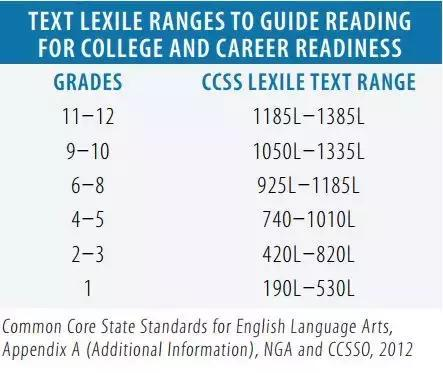 TEXT LEXILE RANGES TO GUIDE READING
FOR COLLEGE AND CAREER READINESS
GRADES CCSS LEXILE TEXT RANGE
11–12 1185L–1385L
9–10 1050L–1335L
6–8 925L–1185L
4–5 740–1010L
2–3 420L–820L
1 190L–530L
Common Core State Standards for English Language Arts,
Appendix A (Additional Information), NGA and CCSSO, 2012